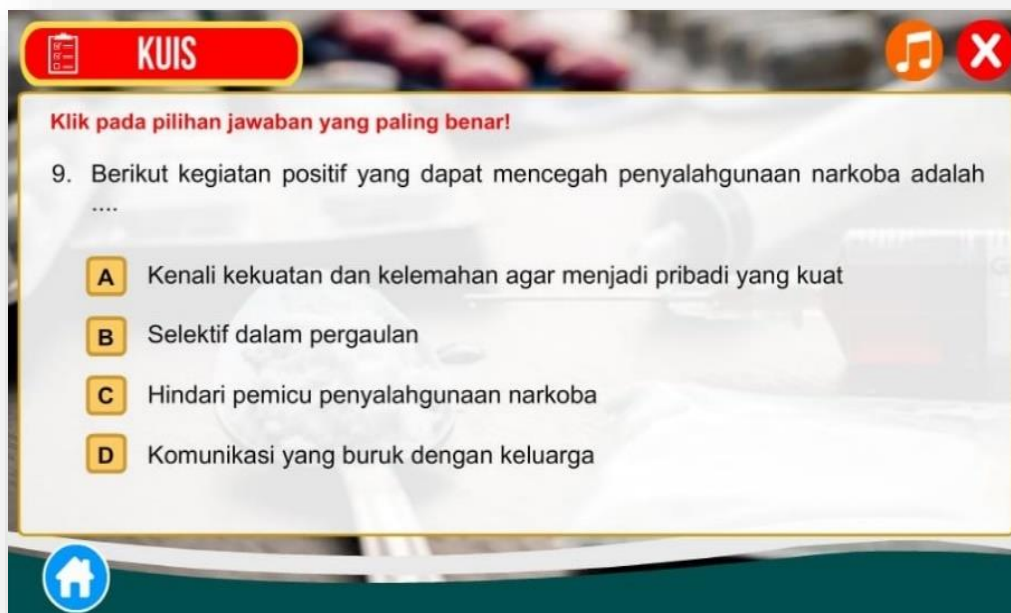 KUIS
Klik pada pilihan jawaban yang paling benar!
9. Berikut kegiatan positif yang dapat mencegah penyalahgunaan narkoba adalah
....
A Kenali kekuatan dan kelemahan agar menjadi pribadi yang kuat
B Selektif dalam pergaulan
C Hindari pemicu penyalahgunaan narkoba
D Komunikasi yang buruk dengan keluarga